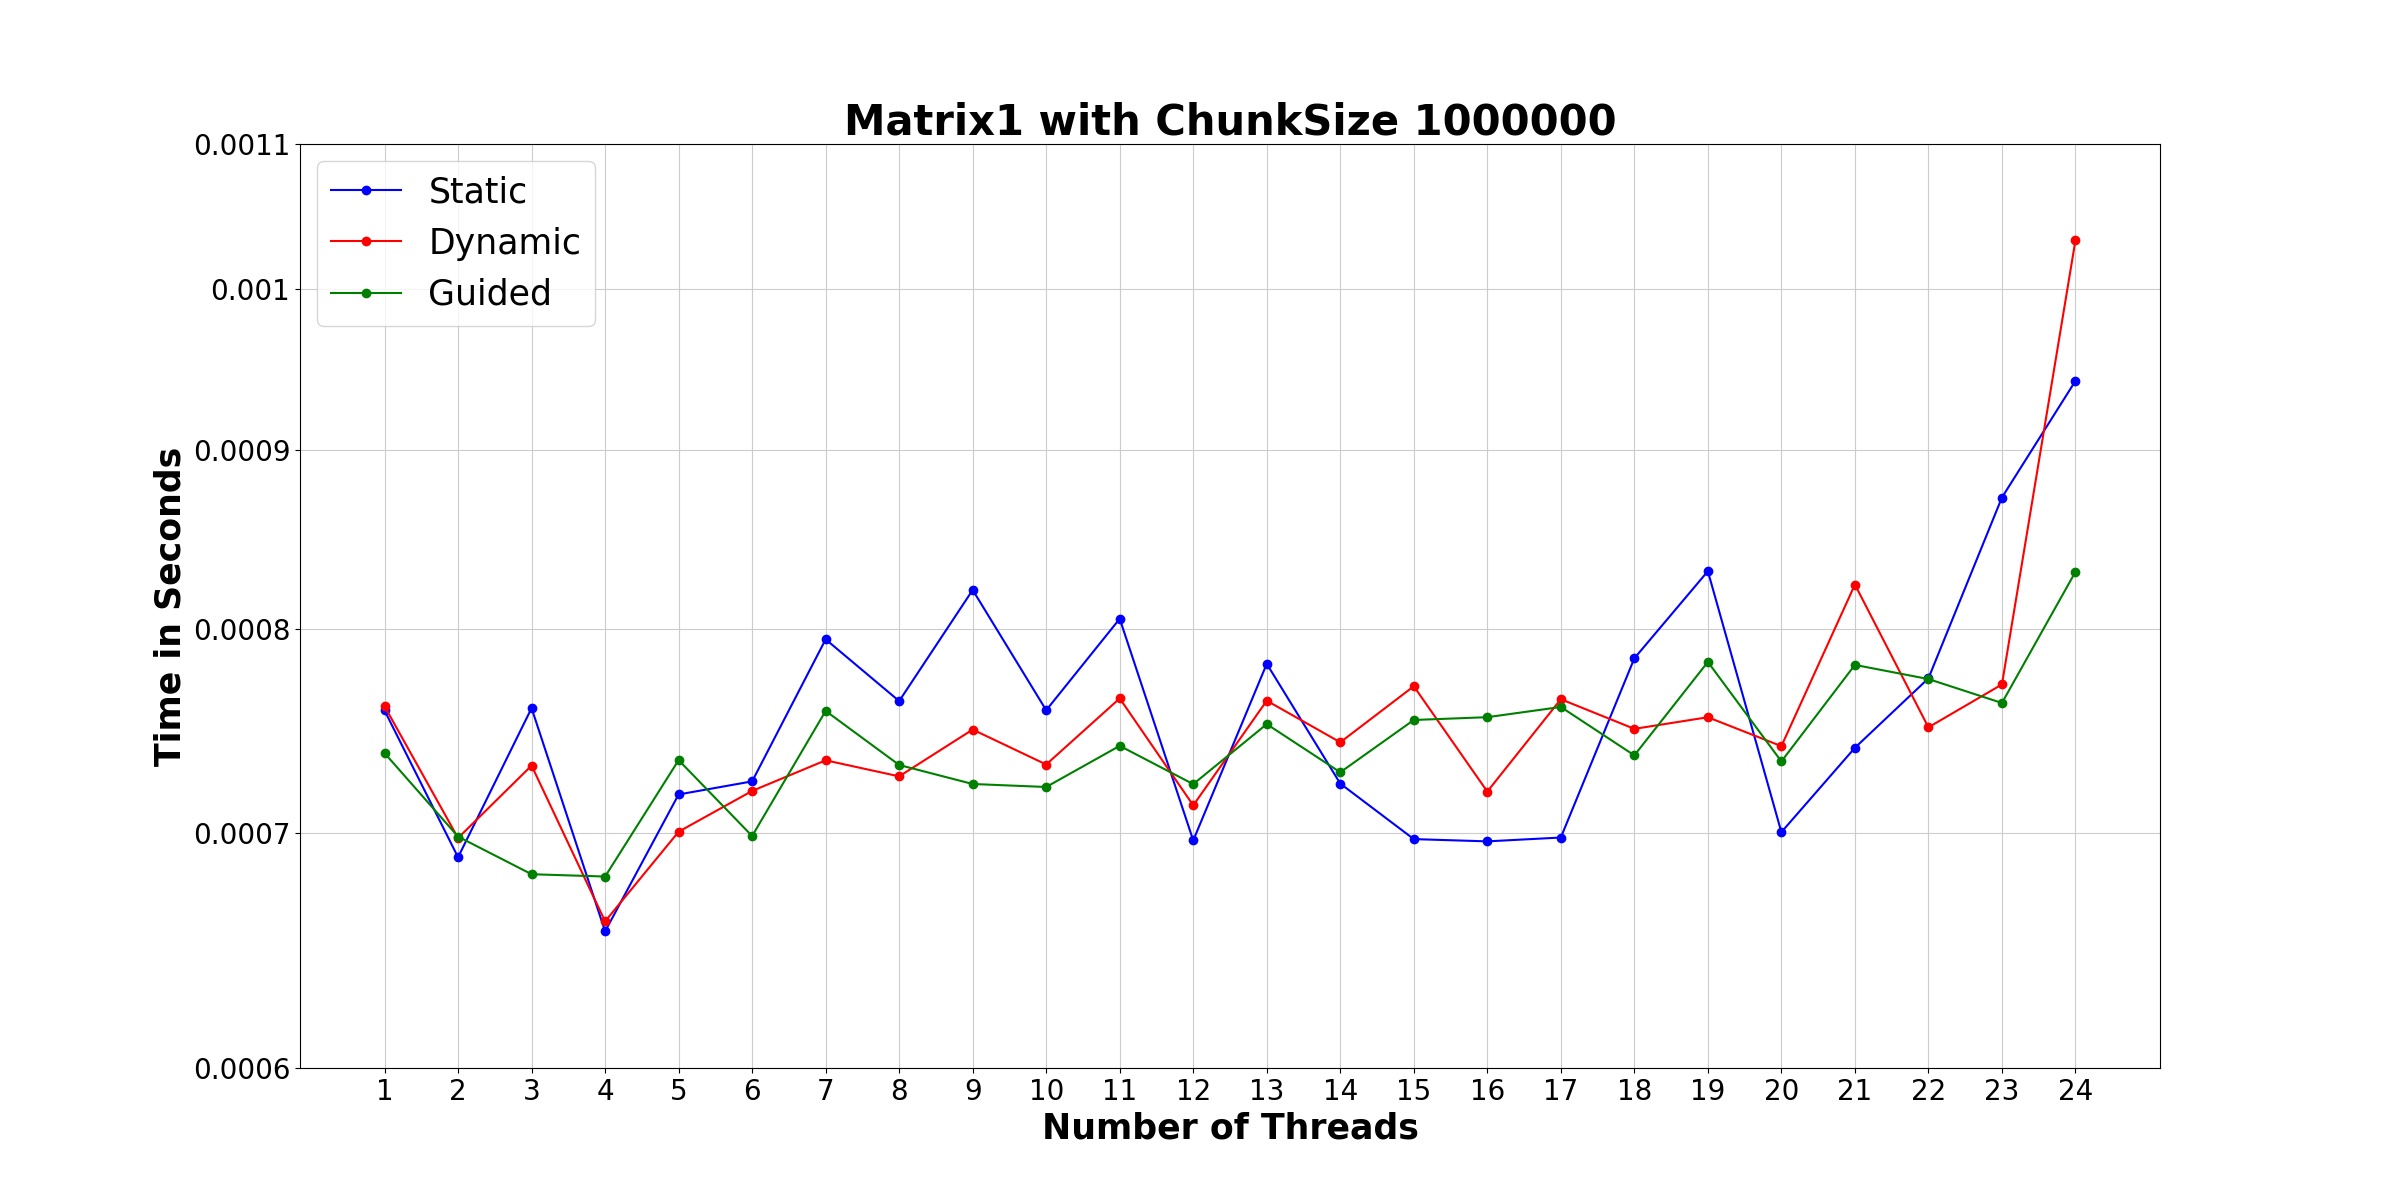 Matrix1 with ChunkSize 1000000
0.0011
0.001
0.0009
0.0008
0.0007
0.0006
Time in Seconds
Static
Dynamic
Guided
1 2 3 4 5 6 7 8 9 10 11 12 13 14 15 16 17 18 19 20 21 22 23 24
Number of Threads